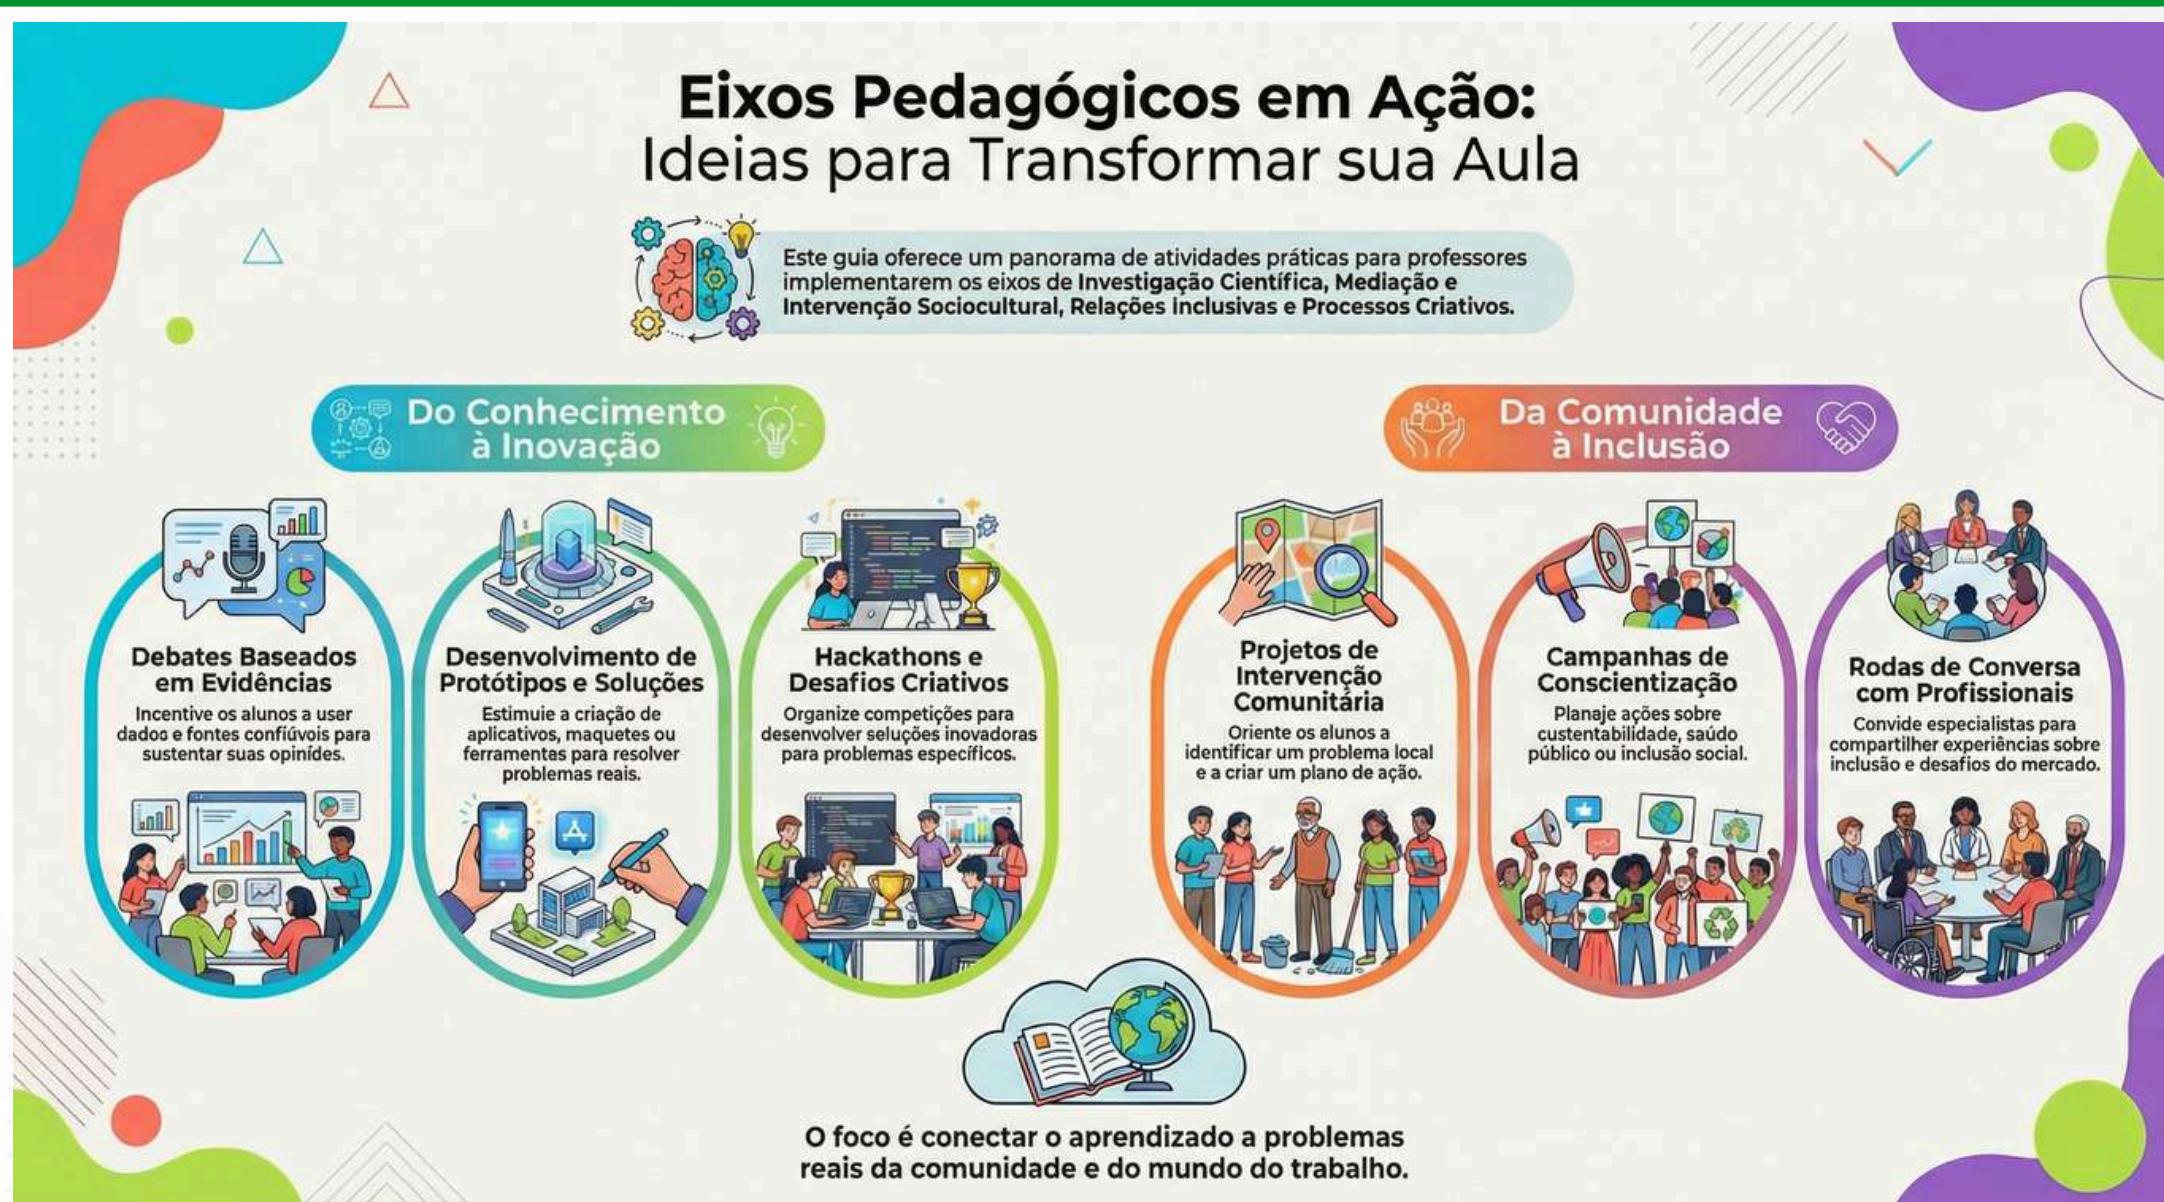 Eixos Pedagógicos em Ação:
Ideias para Transformar sua Aula
Este guia oferece um panorama de atividades práticas para professores
implementarem os eixos de Investigação Científica, Mediação e
Intervenção Sociocultural, Relações inclusivas e Processos Criativos.
Do Conhecimento
à Inovação
Debates Baseados
em Evidências
Incentive os alunos a user
dados e fontes confiúvois para
sustentar suas opiniídes.
Desenvolvimento de
Protótipos e Soluções
Estimuie a criação de
aplicativos, maquetes ou
ferramentas para resolver
problemas reais.
Hackathons e
Desafios Criativos
Organize competições para
desenvolver seluções inovadoras
para problemas específicos.
Da Comunidade
à Inclusão
Projetos de
Intervenção
Comunitária
Oriente os elunos a
identificar um problema local
e a criar um plano de ação.
Campanhas de
Conscientização
Planaje ações sobre
custentabilidade, saúdo
público ou inclusão social.
Rodas de Conversa
com Profissionais
Convide especialistas para
compartilher experiências sobre
inclusão e desafios do mercado.
O foco é conectar o aprendizado a problemas
reais da comunidade e do mundo do trabalho.